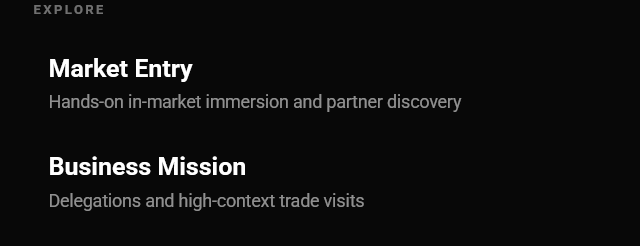 EXPLORE
Market Entry
Hands-on in-market immersion and partner discovery
Business Mission
Delegations and high-context trade visits